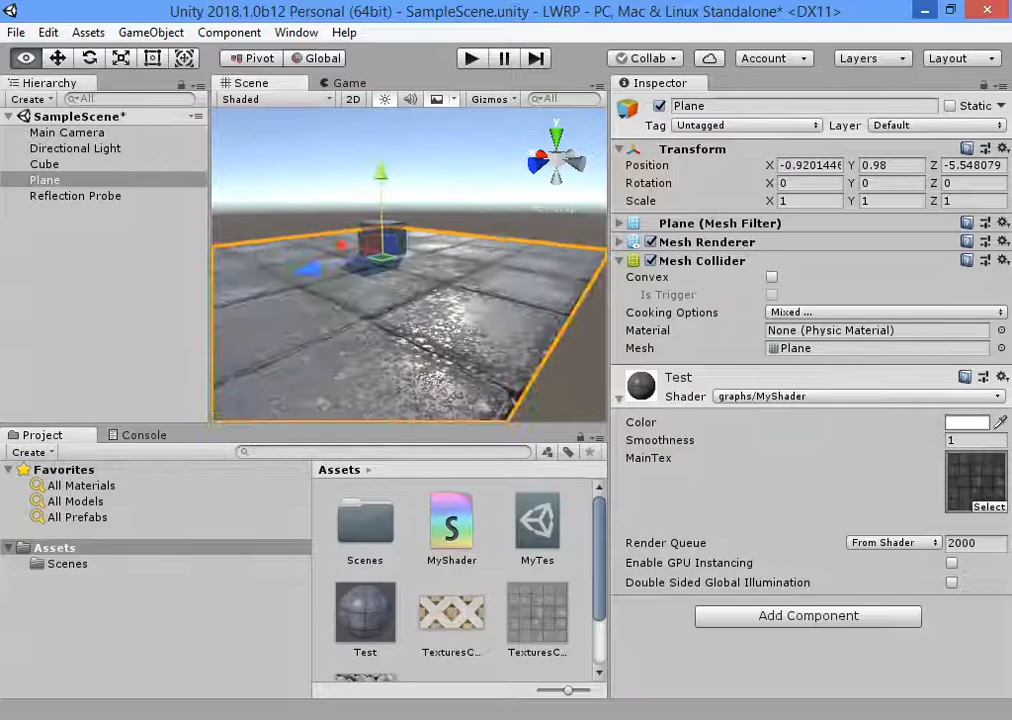 Unity 2018.1.0b12 Personal (64bit) - SampleScene.unity - LWRP - PC, Mac & Linux Standalone* <DX11>
File Edit Assets GameObject Component Window Help
Pivot Global Collab Account Layers Layout
Hierarchy
Create All
SampleScene*
Main Camera
Directional Light
Cube
Plane
Reflection Probe
Scene Game
Shaded 2D Gizmos All
y
Inspector
Plane Static
Tag Untagged Layer Default
Transform
Position X -0.9201446 Y 0.98 Z -5.548079
Rotation X 0 Y 0 Z 0
Scale X 1 Y 1 Z 1
Plane (Mesh Filter)
Mesh Renderer
Mesh Collider
Convex
Is Trigger
Cooking Options Mixed ...
Material None (Physic Material)
Mesh Plane
Test
Shader graphs/MyShader
Color
Smoothness 1
MainTex
Select
Render Queue From Shader 2000
Enable GPU Instancing
Double Sided Global Illumination
Add Component
Project Console
Create
Favorites
All Materials
All Models
All Prefabs
Assets
Scenes
Assets
Scenes MyShader MyTes
Test TexturesC... TexturesC...